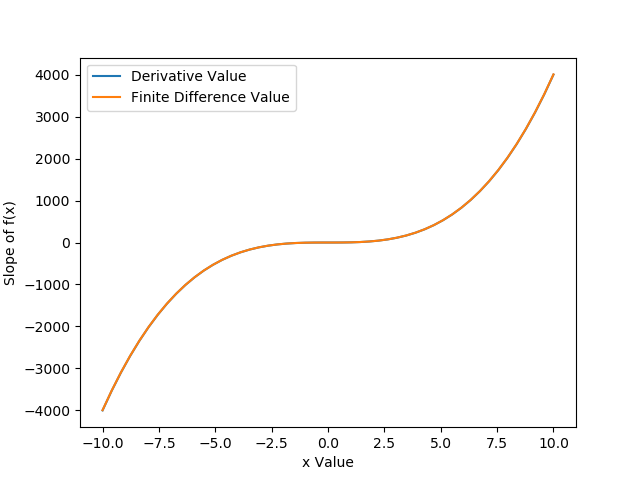 Derivative Value
Finite Difference Value
4000
3000
2000
1000
0
−1000
−2000
−3000
−4000
Slope of f(x)
−10.0 −7.5 −5.0 −2.5 0.0 2.5 5.0 7.5 10.0
x Value